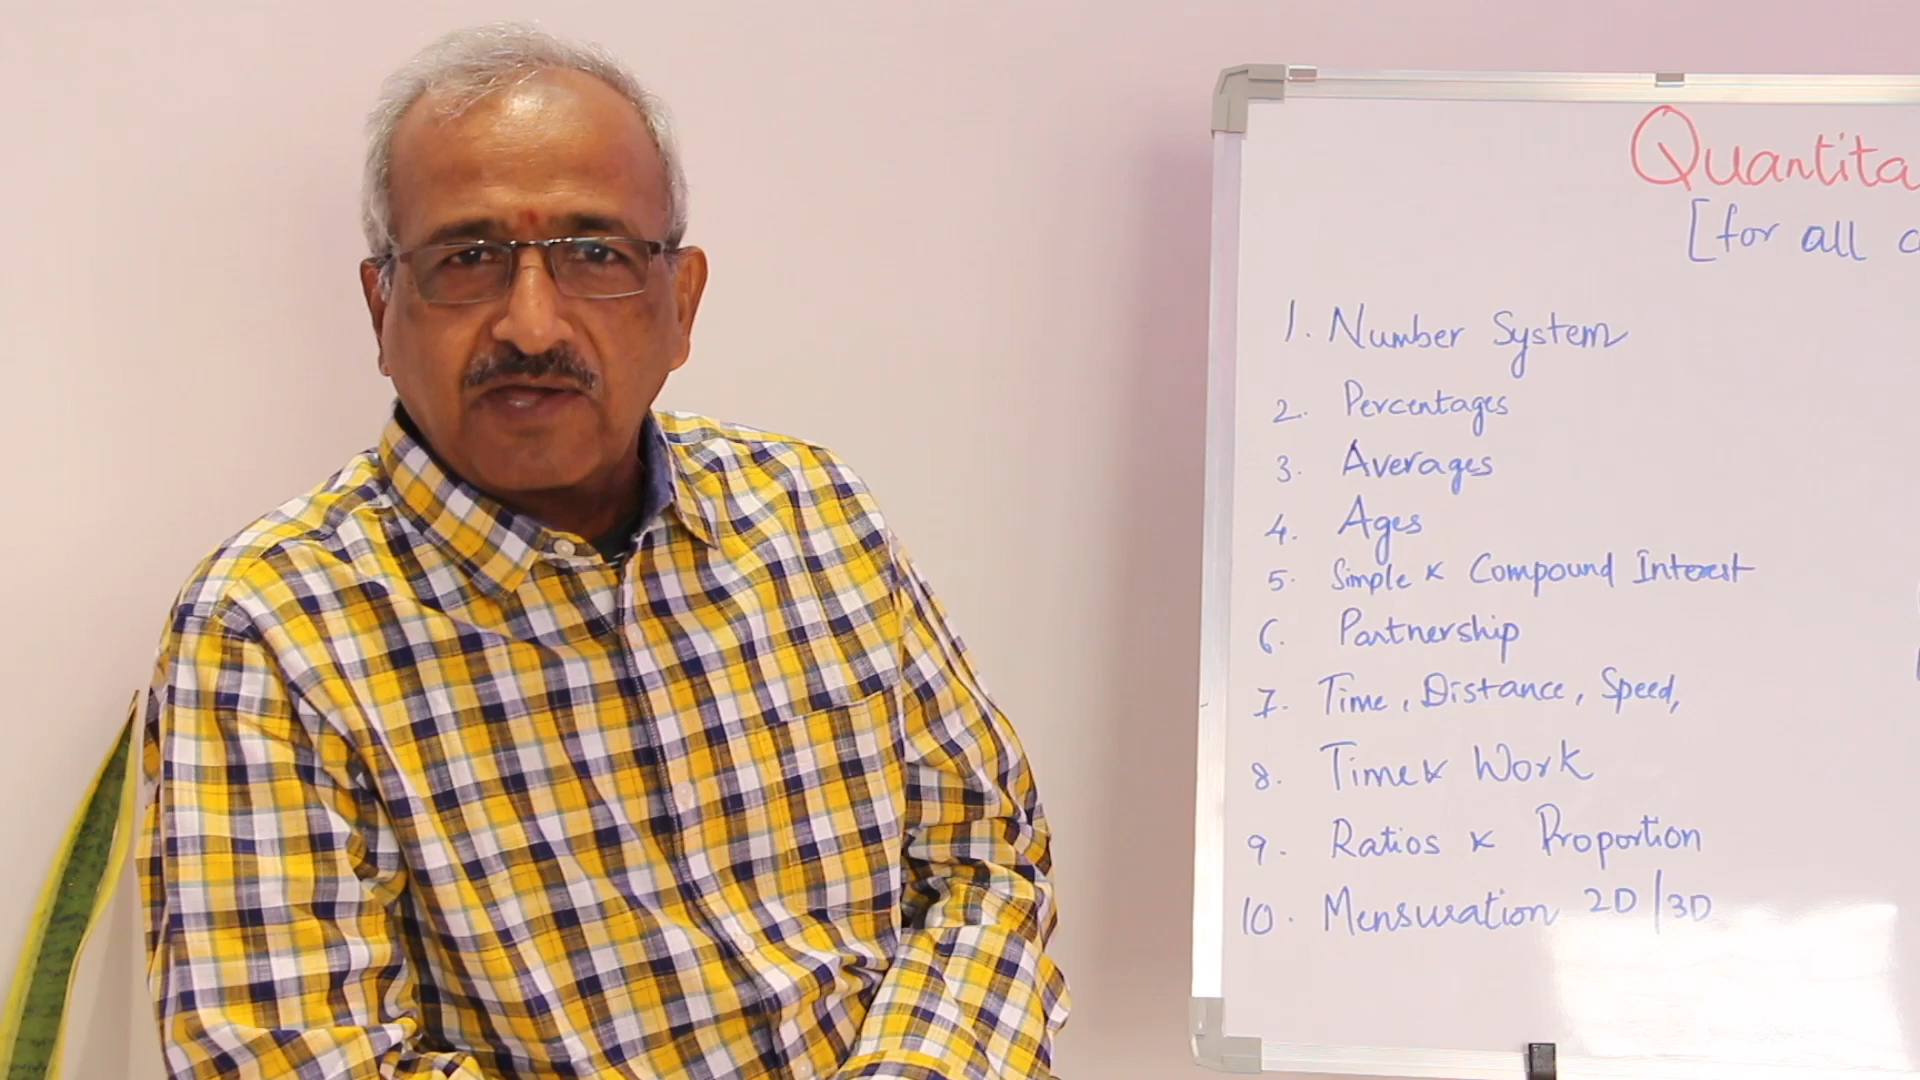 Quantita
[for all c
1. Number System
2. Percentages
3. Averages
4. Ages
5. Simple & Compound Interest
6. Partnership
7. Time, Distance, Speed,
8. Time & Work
9. Ratios & Proportion
10. Mensuration 2D/3D